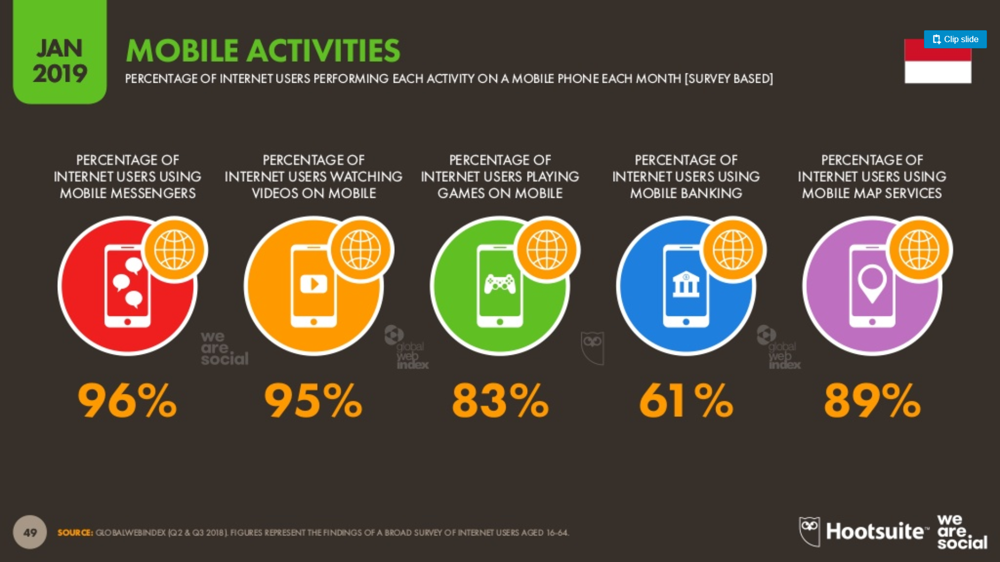 JAN
2019
MOBILE ACTIVITIES
PERCENTAGE OF INTERNET USERS PERFORMING EACH ACTIVITY ON A MOBILE PHONE EACH MONTH [SURVEY BASED]
Clip slide
PERCENTAGE OF
INTERNET USERS USING
MOBILE MESSENGERS
96%
PERCENTAGE OF
INTERNET USERS WATCHING
VIDEOS ON MOBILE
95%
PERCENTAGE OF
INTERNET USERS PLAYING
GAMES ON MOBILE
83%
PERCENTAGE OF
INTERNET USERS USING
MOBILE BANKING
61%
PERCENTAGE OF
INTERNET USERS USING
MOBILE MAP SERVICES
89%
we
are.
social
global
web
index
global
web
index
49
SOURCE: GLOBALWEBINDEX (Q2 & Q3 2018). FIGURES REPRESENT THE FINDINGS OF A BROAD SURVEY OF INTERNET USERS AGED 16-64.
Hootsuite™
we
are.
social